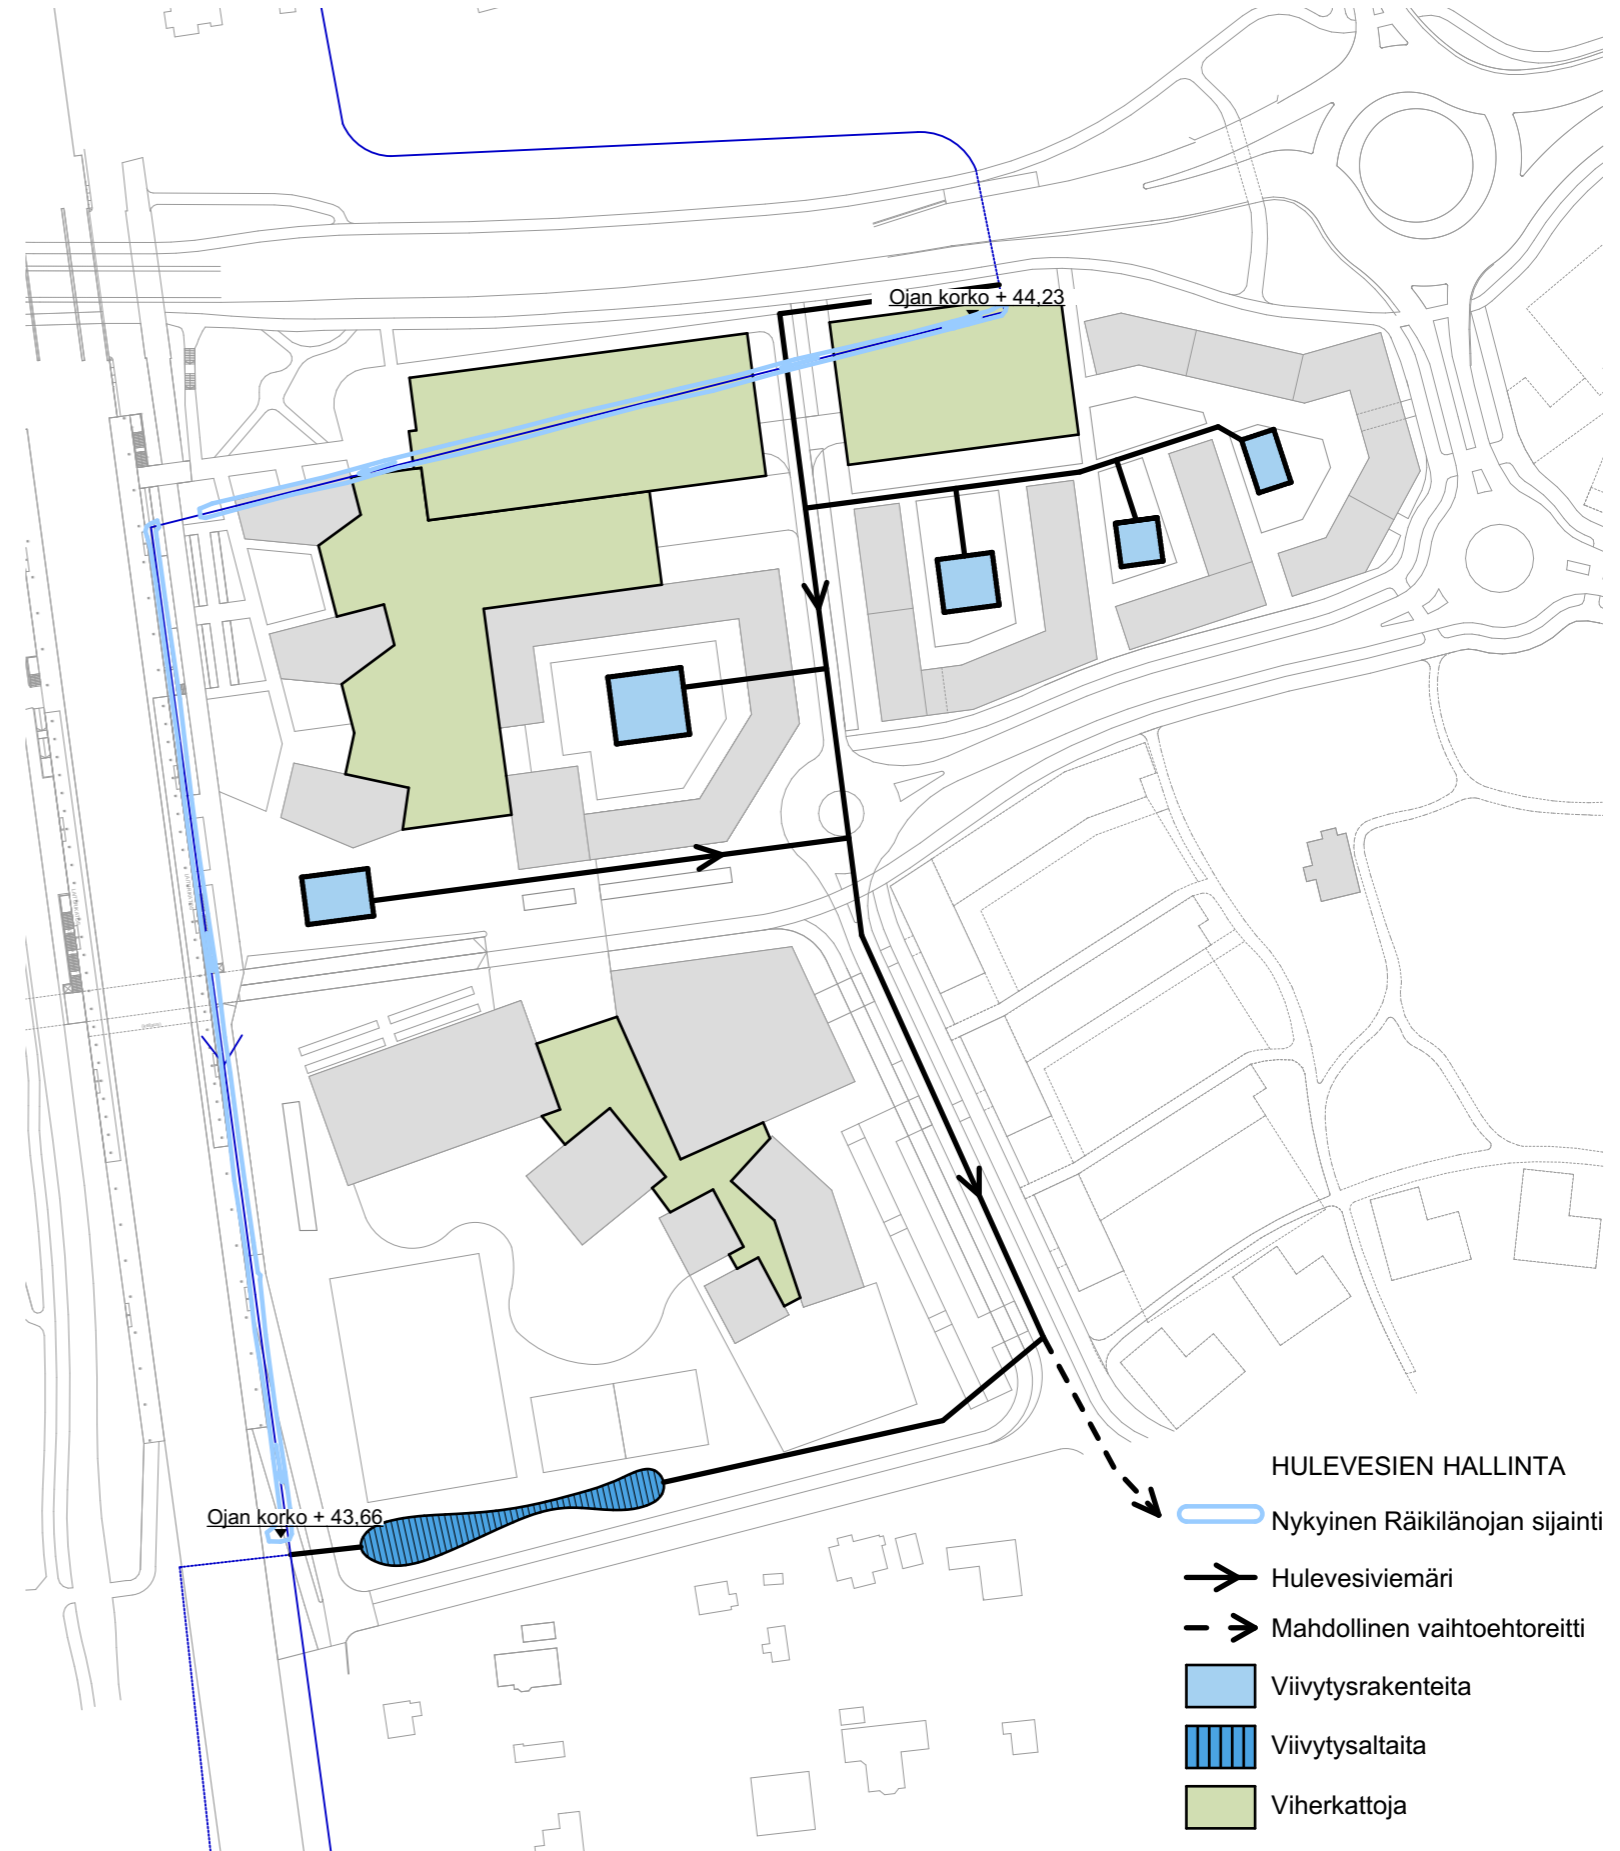 Ojan korko + 44,23
Ojan korko + 43,66
HULEVESIEN HALLINTA
Nykyinen Räikilänojan sijainti
Hulevesiviemäri
Mahdollinen vaihtoehtoreitti
Viivytysrakenteita
Viivytysaltaita
Viherkattoja